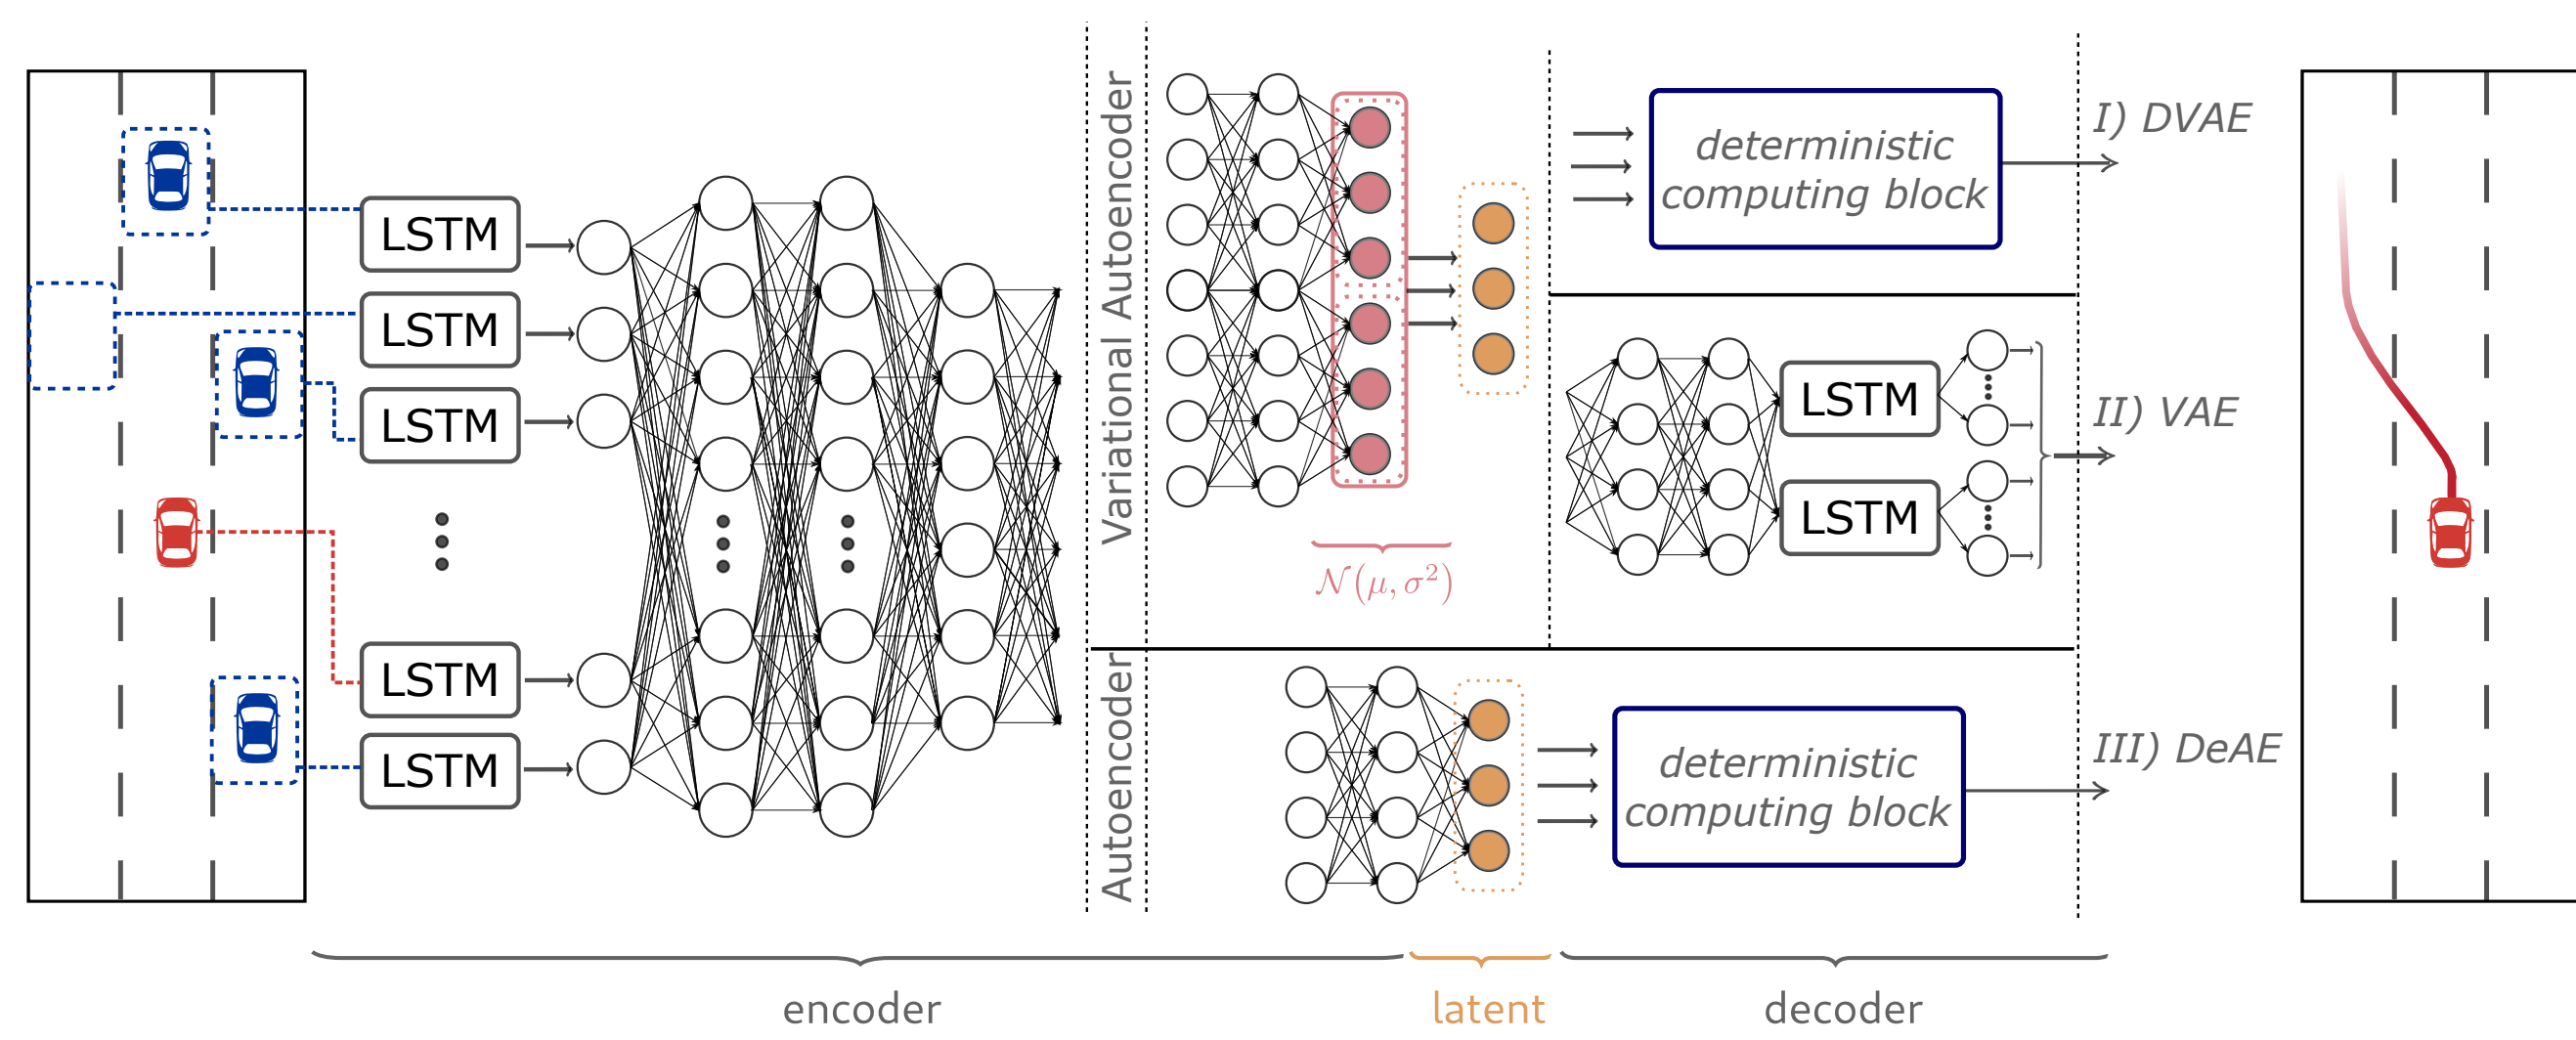 LSTM
LSTM
LSTM
LSTM
LSTM
Variational Autoencoder
Autoencoder
N(μ, σ²)
deterministic
computing block
LSTM
LSTM
deterministic
computing block
I) DVAE
II) VAE
III) DeAE
encoder
latent
decoder